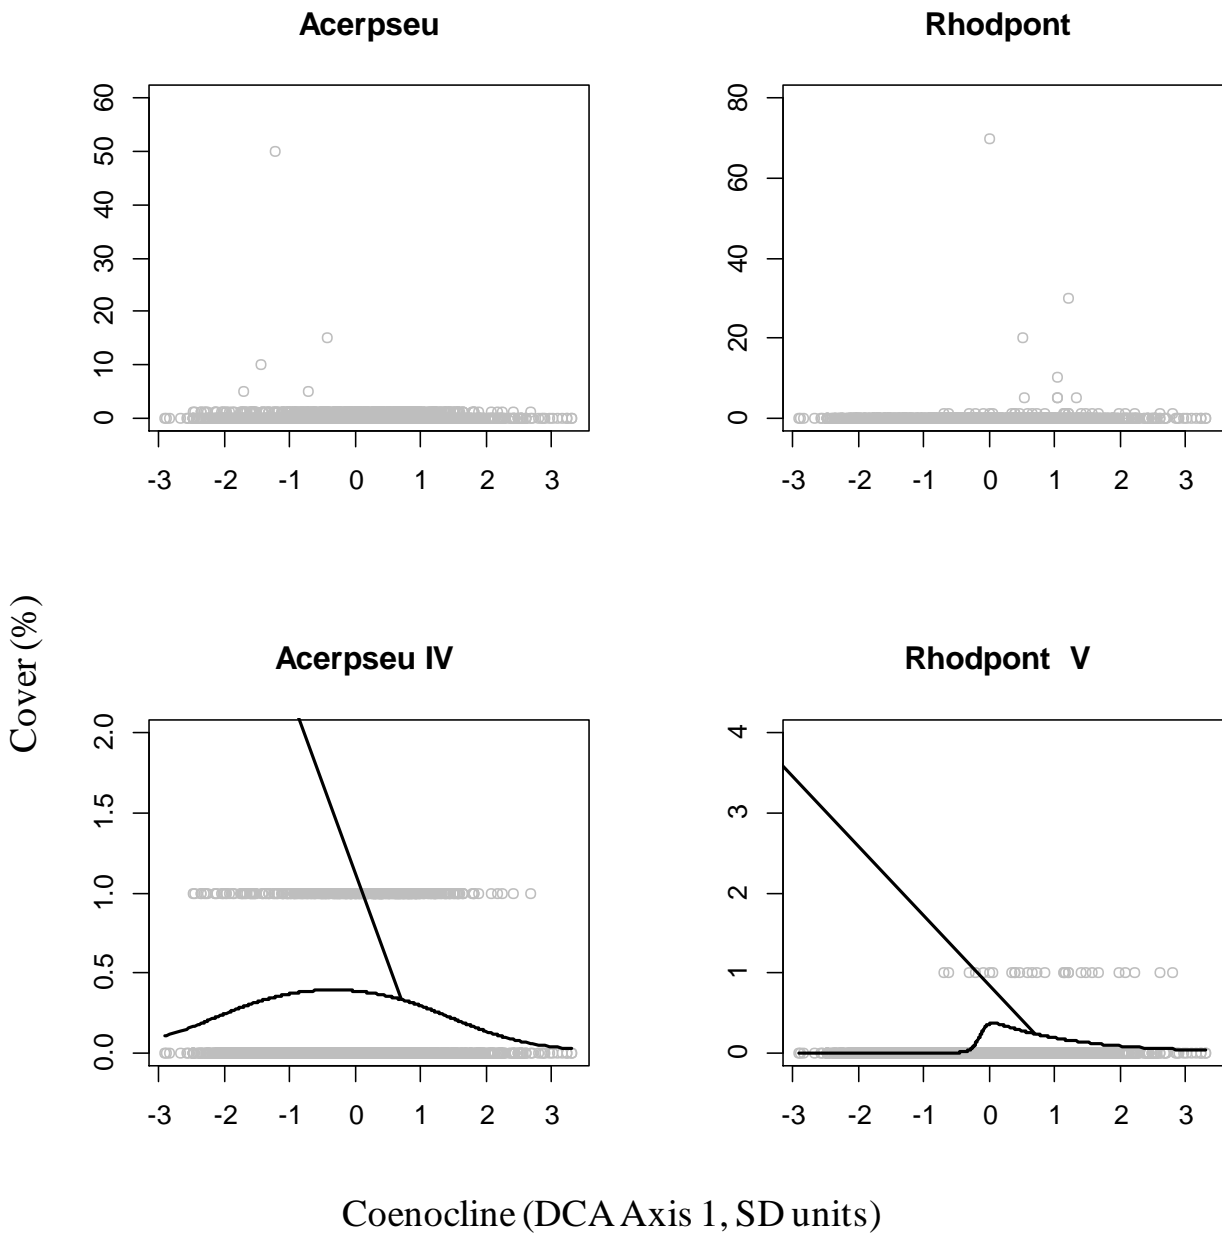 Acerpseu
Rhodpont
60
50
40
30
20
10
0
-3 -2 -1 0 1 2 3
80
60
40
20
0
-3 -2 -1 0 1 2 3
Cover (%)
Acerpseu IV
Rhodpont V
2.0
1.5
1.0
0.5
0.0
-3 -2 -1 0 1 2 3
4
3
2
1
0
-3 -2 -1 0 1 2 3
Coenocline (DCA Axis 1, SD units)